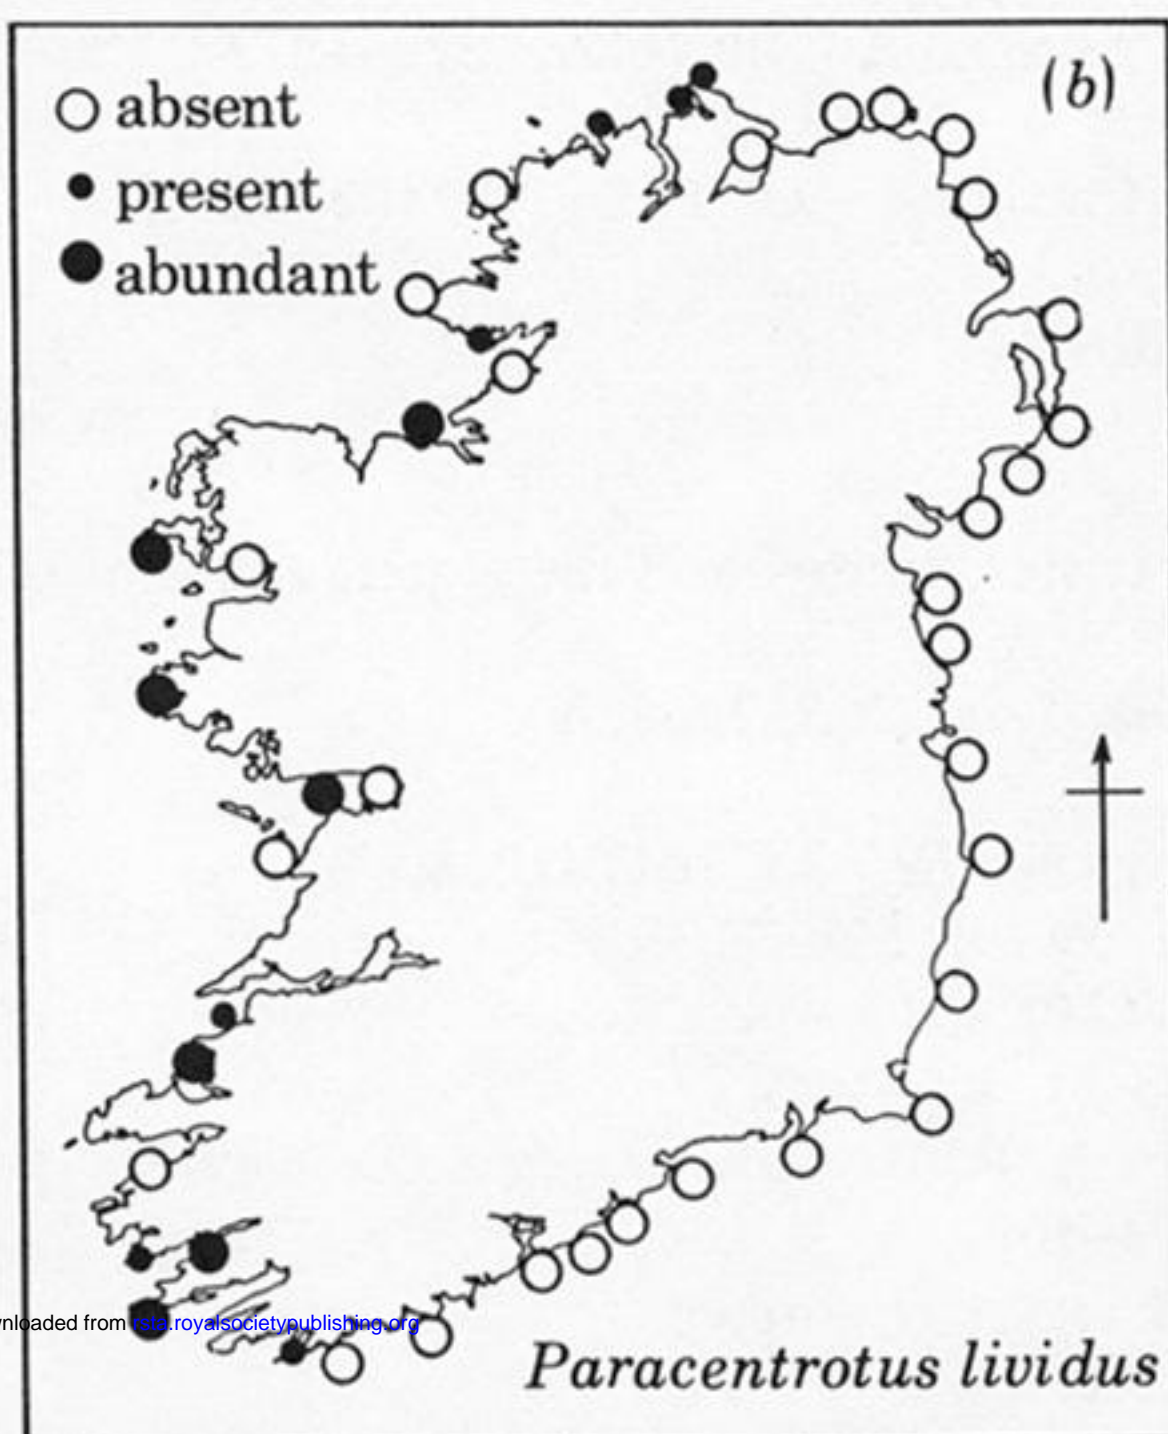 (b)
absent
present
abundant
nloaded from rsta.royalsocietypublishing.org
Paracentrotus lividus